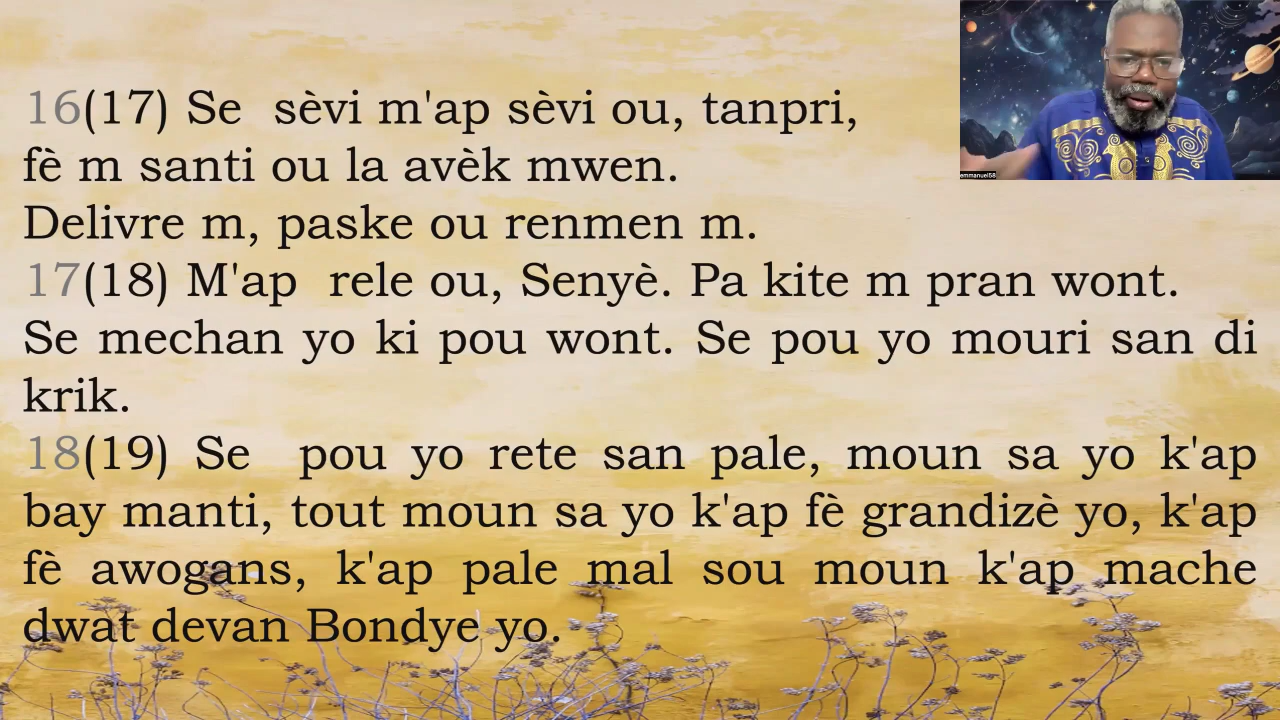 16(17) Se sèvi m'ap sèvi ou, tanpri,
fè m santi ou la avèk mwen.
Delivre m, paske ou renmen m.
17(18) M'ap rele ou, Senyè. Pa kite m pran wont.
Se mechan yo ki pou wont. Se pou yo mouri san di
krik.
18(19) Se pou yo rete san pale, moun sa yo k'ap
bay manti, tout moun sa yo k'ap fè grandizè yo, k'ap
fè awogans, k'ap pale mal sou moun k'ap mache
dwat devan Bondye yo.
emmanuel58